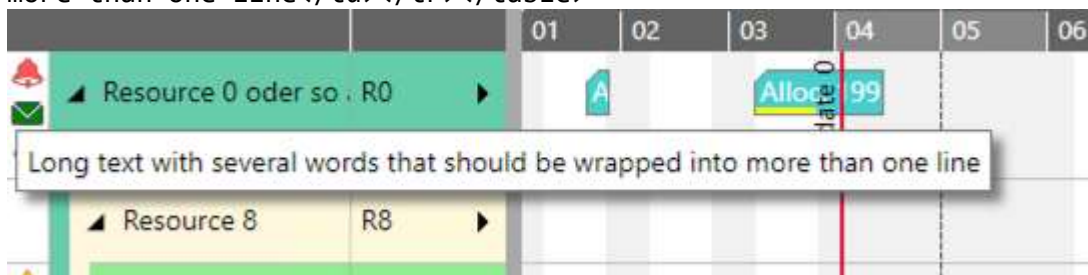 more than one line</td></tr></table>
01 02 03 04 05 06
Resource 0 oder so . R0 A Alloc 99
date 0
Long text with several words that should be wrapped into more than one line
Resource 8 R8